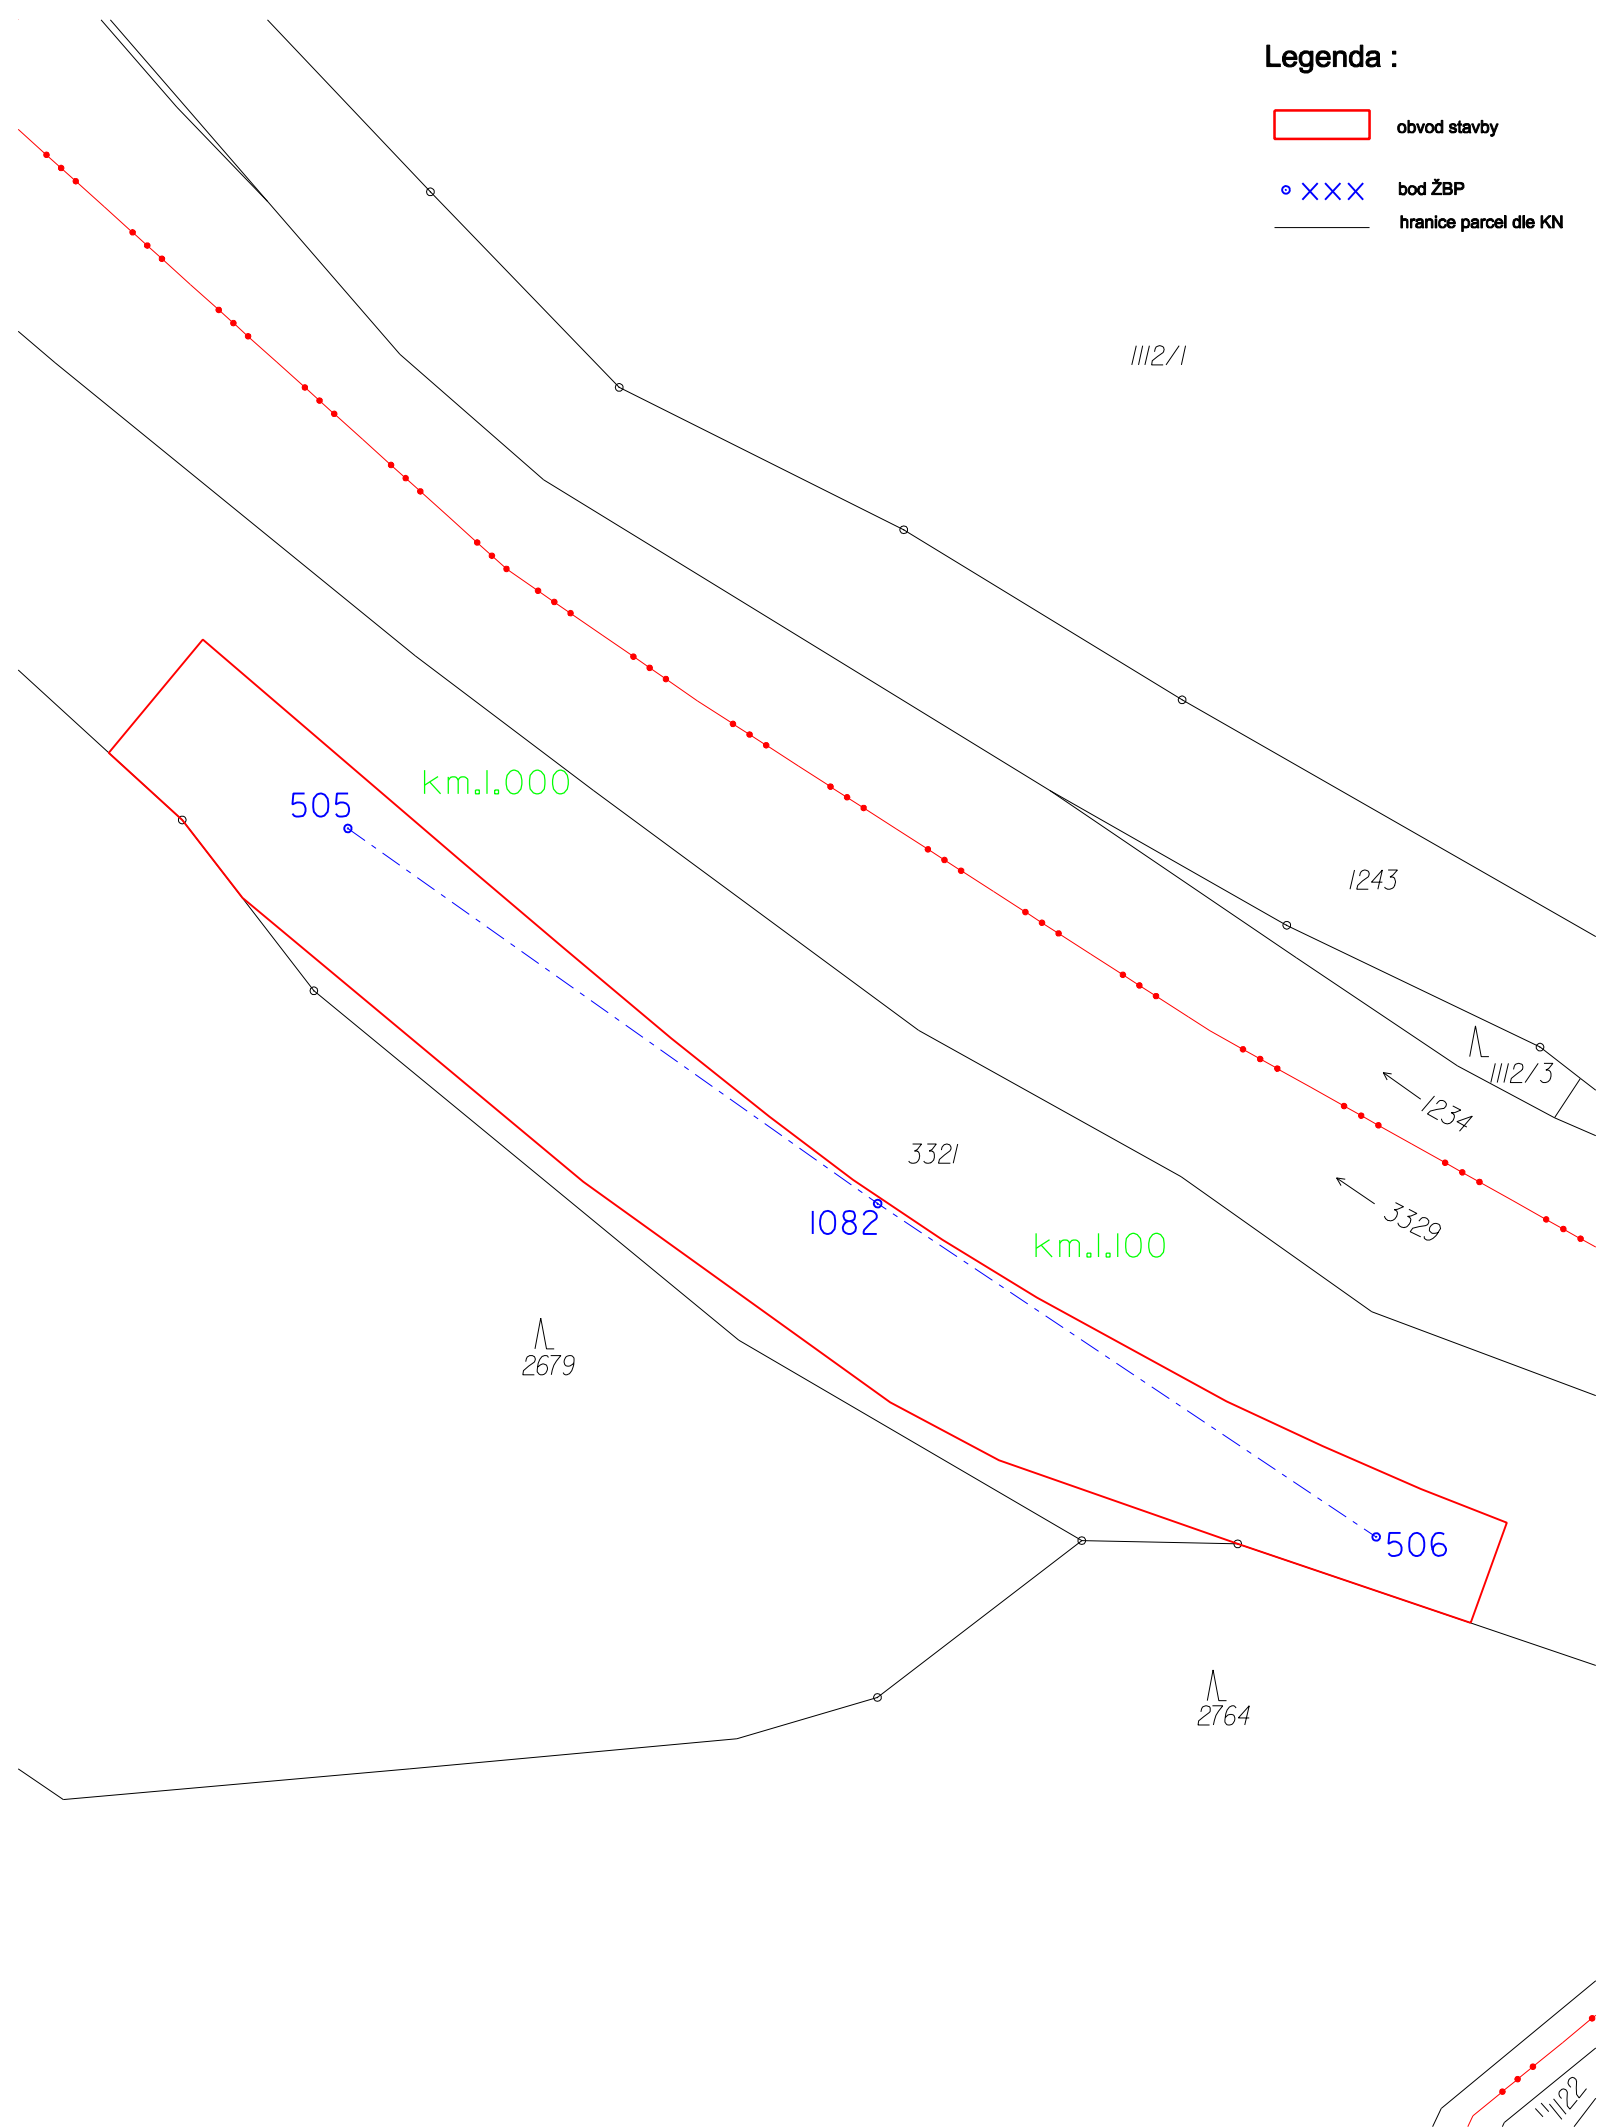 Legenda :
obvod stavby
××× bod ŽBP
hranice parcel dle KN
1112/1
km.1.000
505
1243
1112/3
1234
3321
3329
1082
km.1.100
2679
506
2764
1122